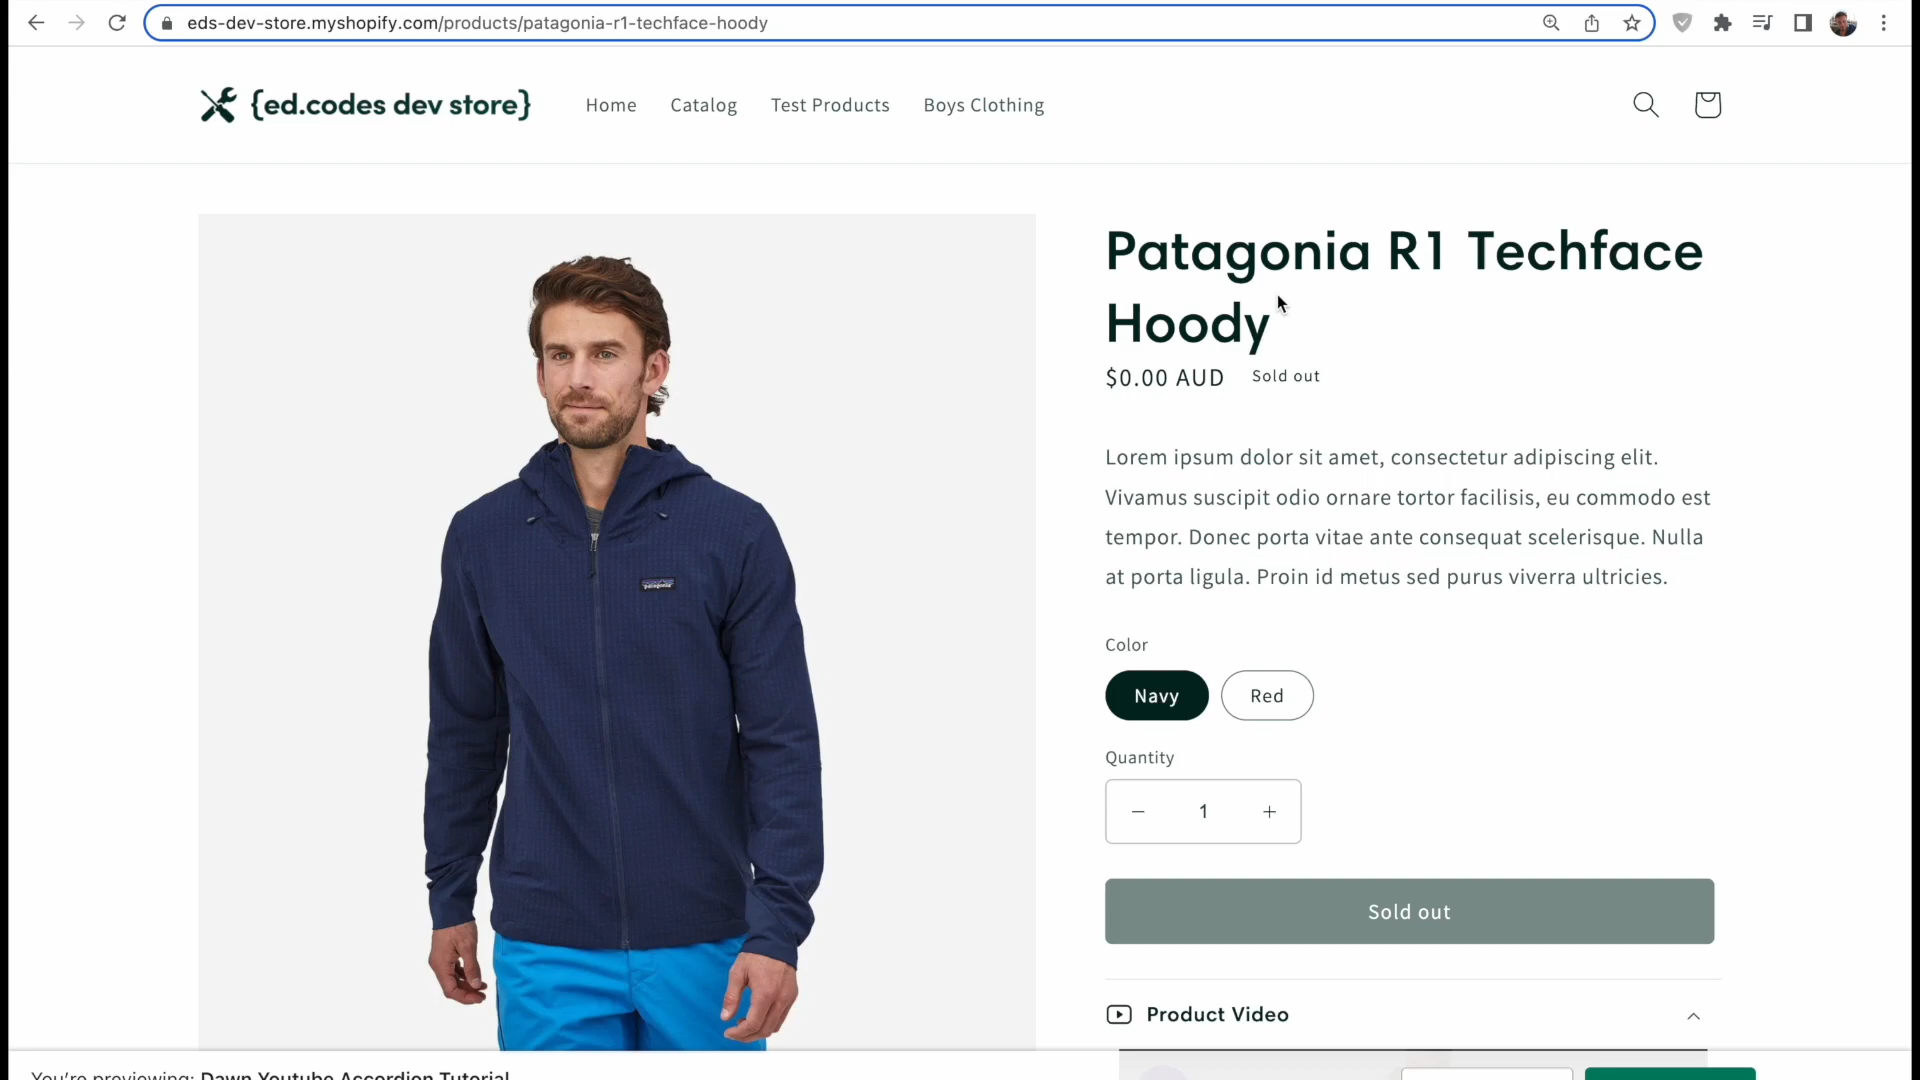 eds-dev-store.myshopify.com/products/patagonia-r1-techface-hoody
{ed.codes dev store}
Home
Catalog
Test Products
Boys Clothing
Patagonia R1 Techface
Hoody
$0.00 AUD
Sold out
Lorem ipsum dolor sit amet, consectetur adipiscing elit.
Vivamus suscipit odio ornare tortor facilisis, eu commodo est
tempor. Donec porta vitae ante consequat scelerisque. Nulla
at porta ligula. Proin id metus sed purus viverra ultricies.
Color
Navy
Red
Quantity
1
Sold out
patagonia
Product Video
You're previewing: Dawn Youtube Accordion Tutorial